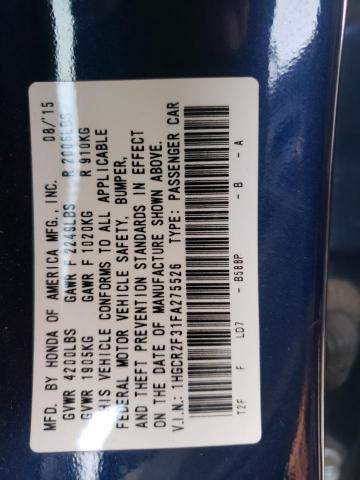 MFD. BY HONDA OF AMERICA MFG., INC. 08/'15
GVWR 4200LBS GAWR F 2249LBS R 2006LBS
GVWR 1905KG GAWR F 1020KG R 910KG
THIS VEHICLE CONFORMS TO ALL APPLICABLE
FEDERAL MOTOR VEHICLE SAFETY, BUMPER,
AND THEFT PREVENTION STANDARDS IN EFFECT
ON THE DATE OF MANUFACTURE SHOWN ABOVE.
V.I.N.: 1HGCR2F31FA275526 TYPE: PASSENGER CAR
T2F F LD7 - B588P - B - A